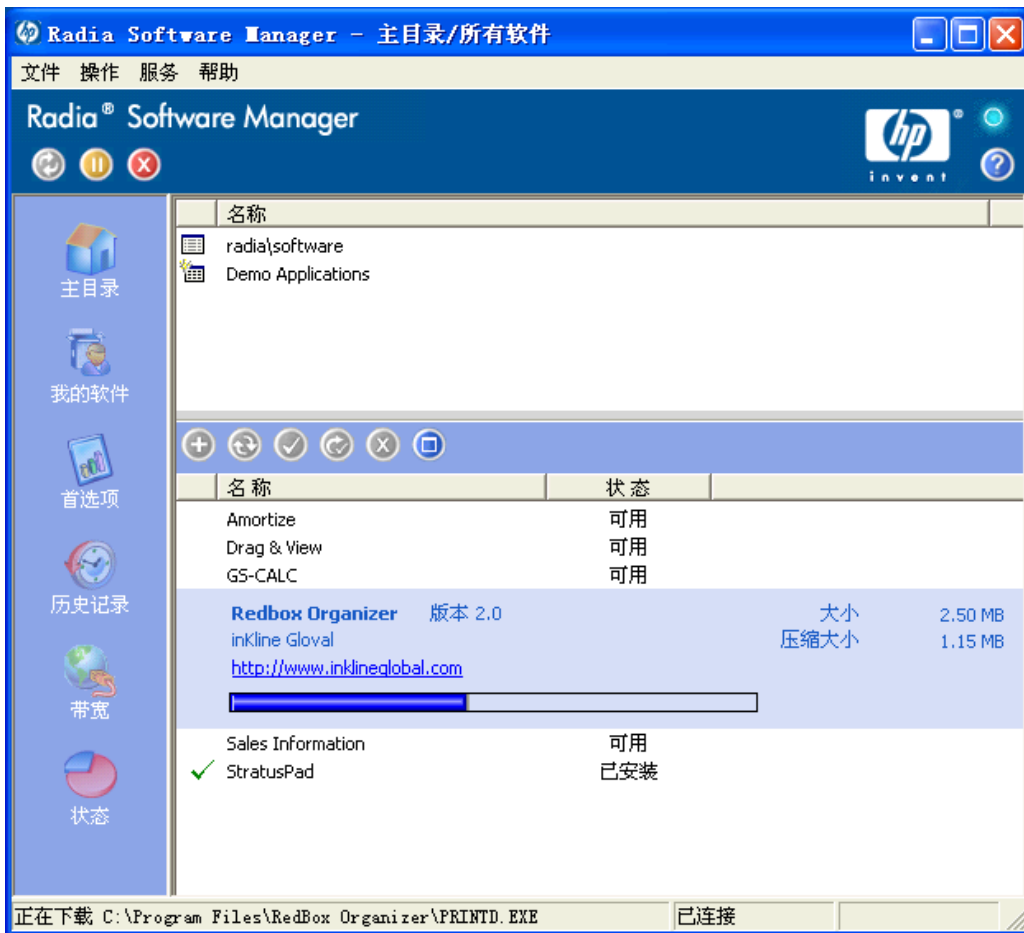 Radia Software Manager - 主目录/所有软件
文件 操作 服务 帮助
Radia® Software Manager
hp®
invent
主目录
我的软件
首选项
历史记录
带宽
状态
名称
radia\software
Demo Applications
名称 状态
Amortize 可用
Drag & View 可用
GS-CALC 可用
Redbox Organizer 版本 2.0 大小 2.50 MB
inKline Gloval 压缩大小 1.15 MB
http://www.inklineglobal.com
Sales Information 可用
StratusPad 已安装
正在下载 C:\Program Files\RedBox Organizer\PRINTD.EXE 已连接